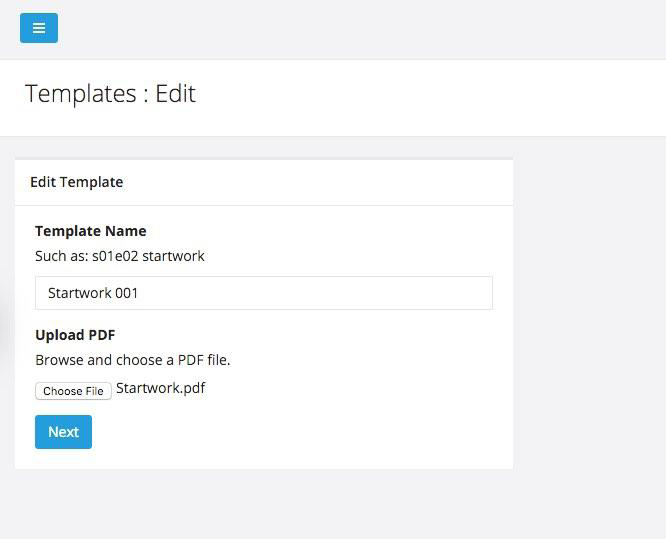 Templates : Edit
Edit Template
Template Name
Such as: s01e02 startwork
Startwork 001
Upload PDF
Browse and choose a PDF file.
Choose File Startwork.pdf
Next